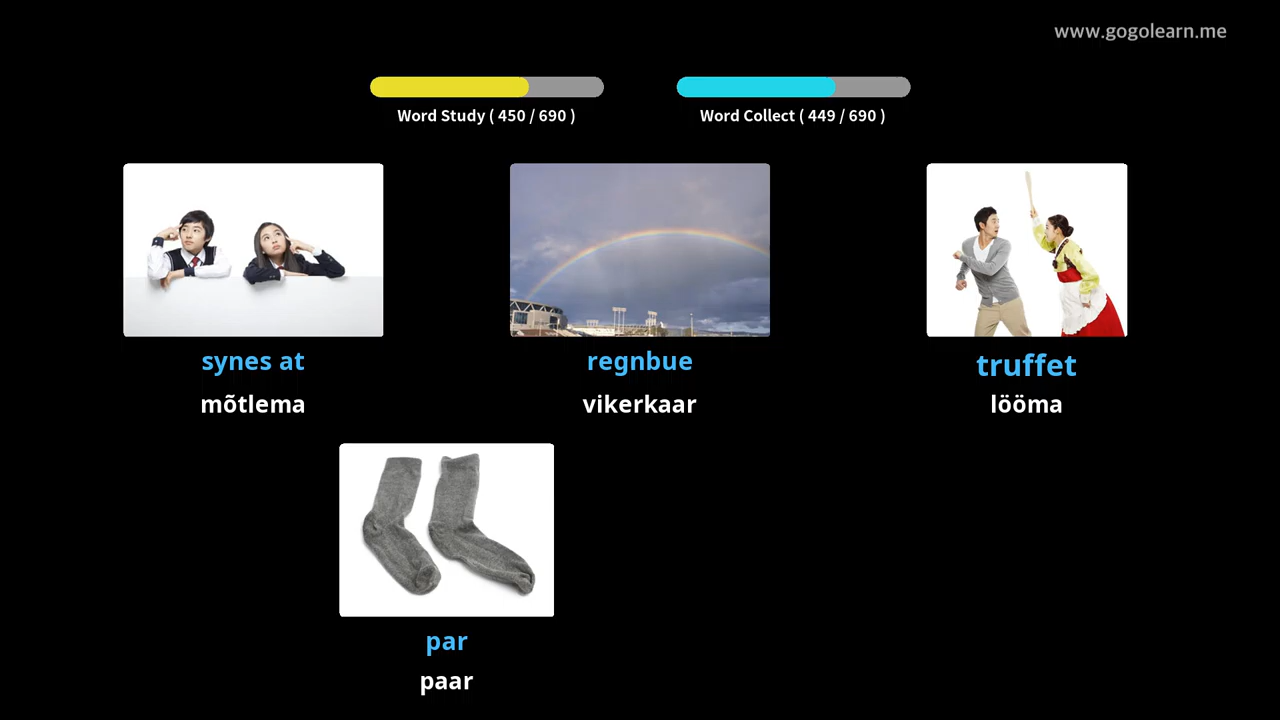 www.gogolearn.me
Word Study ( 450 / 690 )
Word Collect ( 449 / 690 )
synes at
mõtlema
regnbue
vikerkaar
truffet
lööma
par
paar